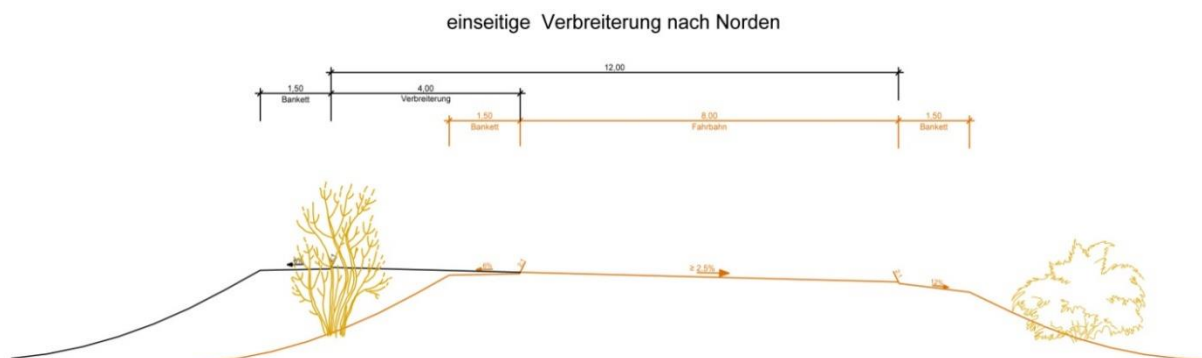 einseitige Verbreiterung nach Norden
12,00
1,50 4,00
Bankett Verbreiterung
1,50 8,00 1,50
Bankett Fahrbahn Bankett
6% ≥ 2,5%
12%